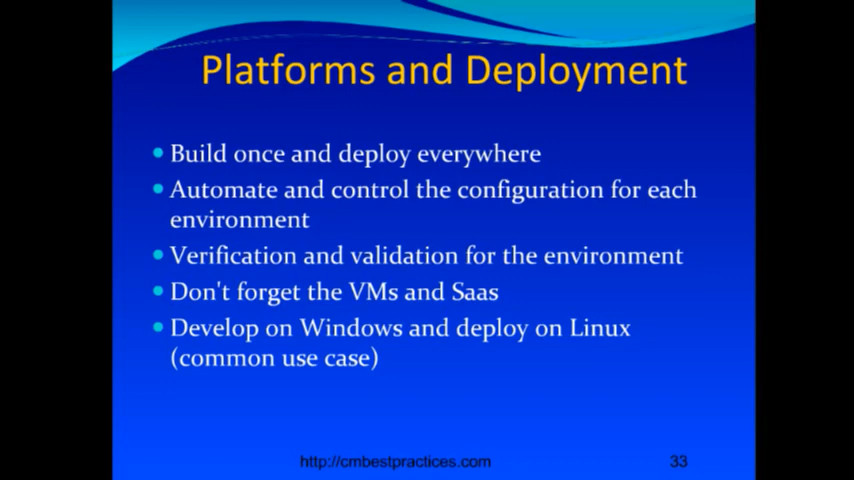 Platforms and Deployment
Build once and deploy everywhere
Automate and control the configuration for each
environment
Verification and validation for the environment
Don't forget the VMs and Saas
Develop on Windows and deploy on Linux
(common use case)
http://cmbestpractices.com
33